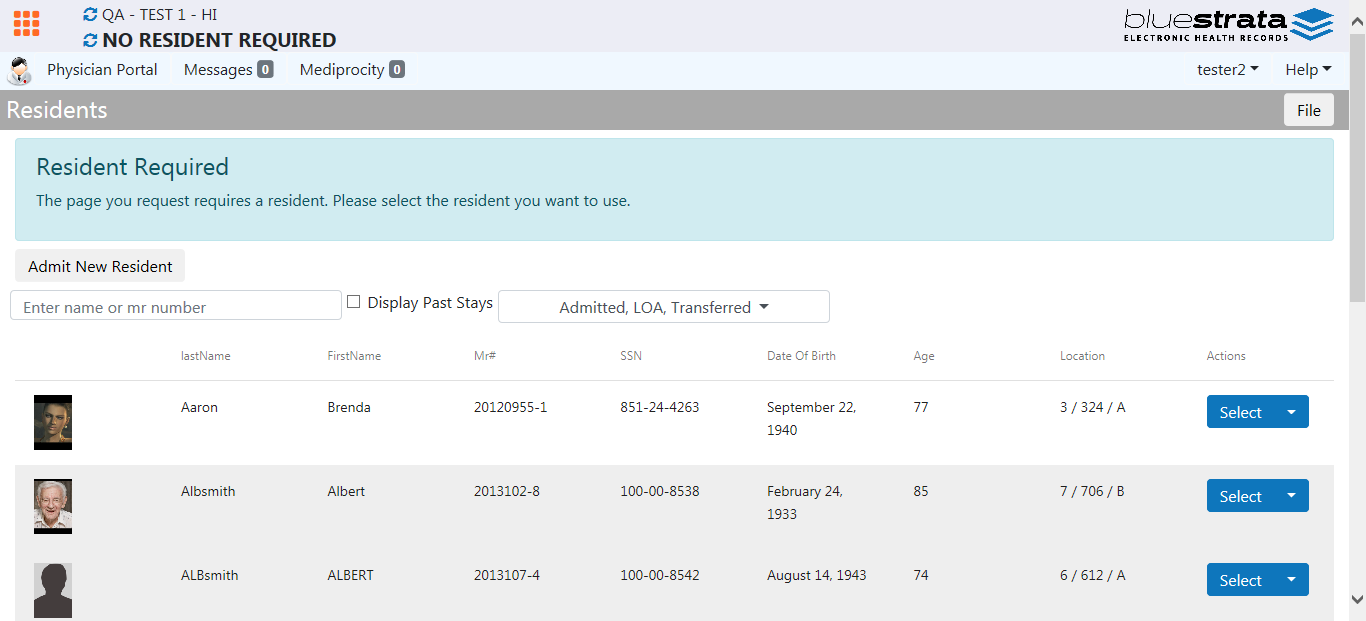 QA - TEST 1 - HI
NO RESIDENT REQUIRED
bluestrata
ELECTRONIC HEALTH RECORDS
Physician Portal Messages 0 Mediprocity 0 tester2 Help
Residents File
Resident Required
The page you request requires a resident. Please select the resident you want to use.
Admit New Resident
Enter name or mr number Display Past Stays Admitted, LOA, Transferred
lastName FirstName Mr# SSN Date Of Birth Age Location Actions
Aaron Brenda 20120955-1 851-24-4263 September 22, 77 3 / 324 / A Select
1940
Albsmith Albert 2013102-8 100-00-8538 February 24, 85 7 / 706 / B Select
1933
ALBsmith ALBERT 2013107-4 100-00-8542 August 14, 1943 74 6 / 612 / A Select